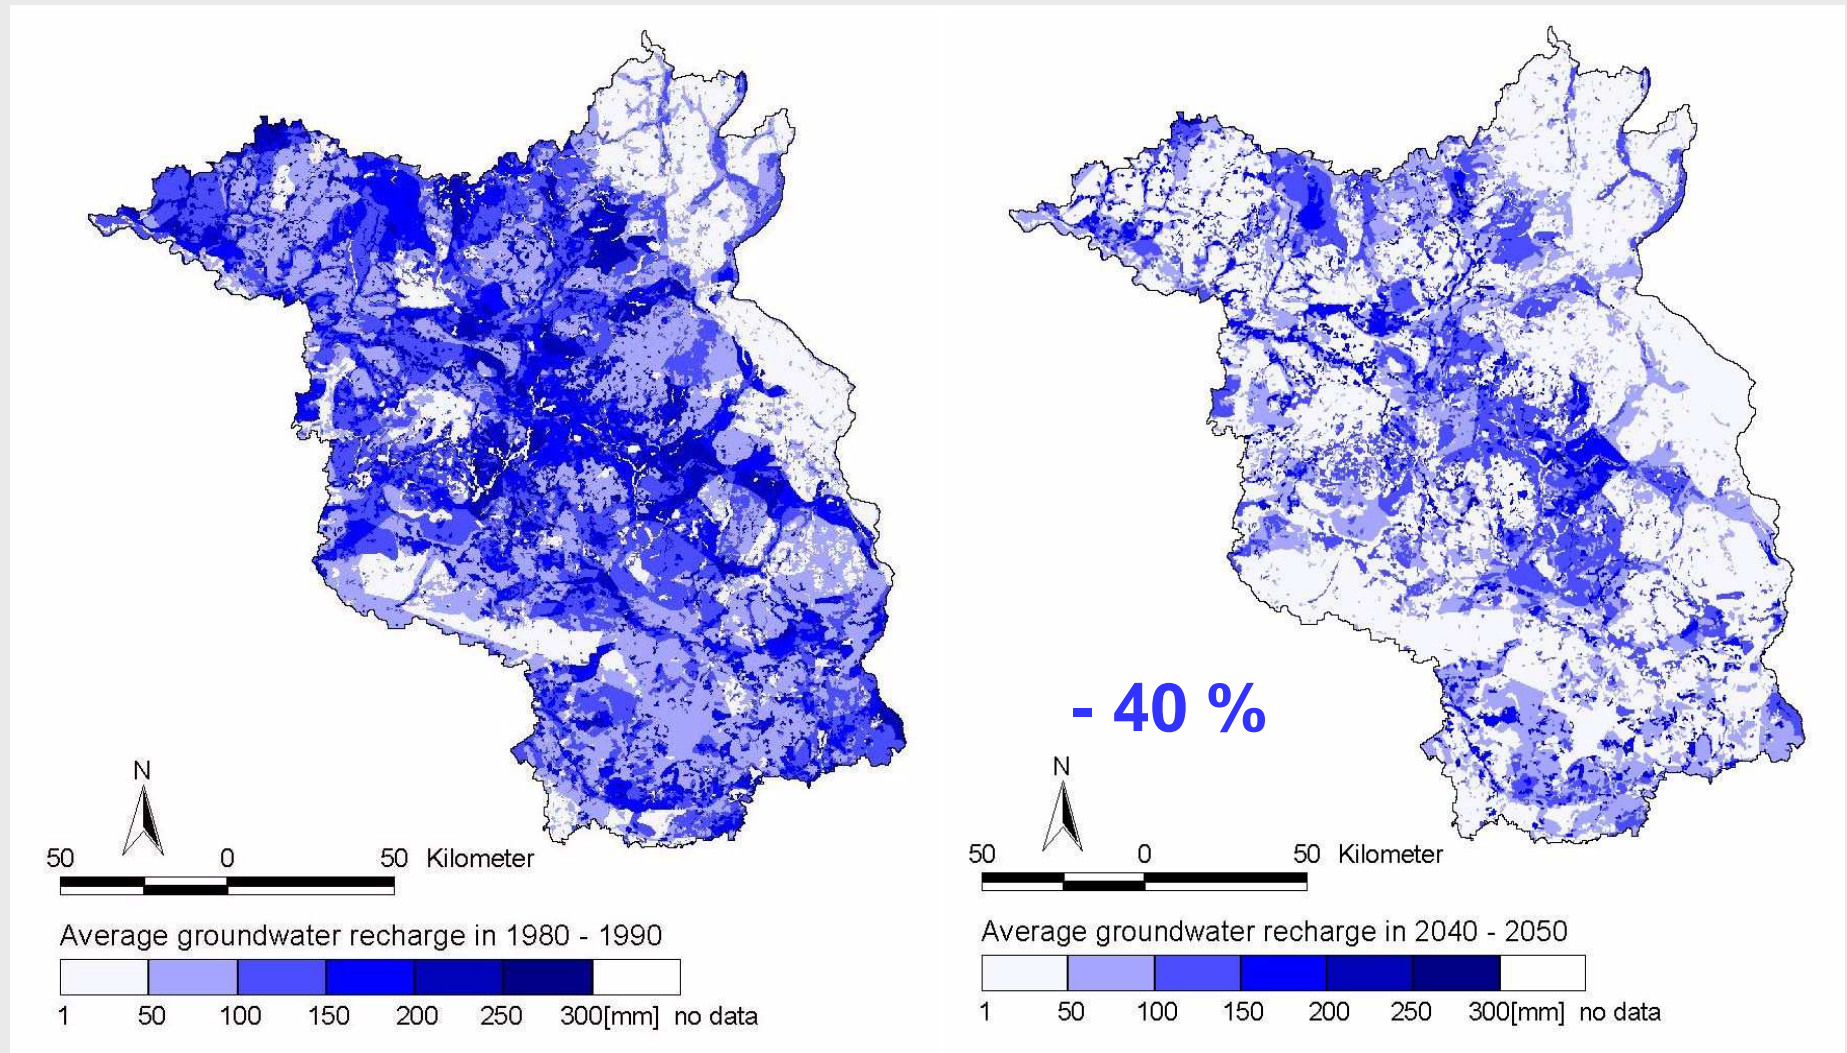 N
50 0 50 Kilometer
Average groundwater recharge in 1980 - 1990
1 50 100 150 200 250 300[mm] no data
- 40 %
N
50 0 50 Kilometer
Average groundwater recharge in 2040 - 2050
1 50 100 150 200 250 300[mm] no data